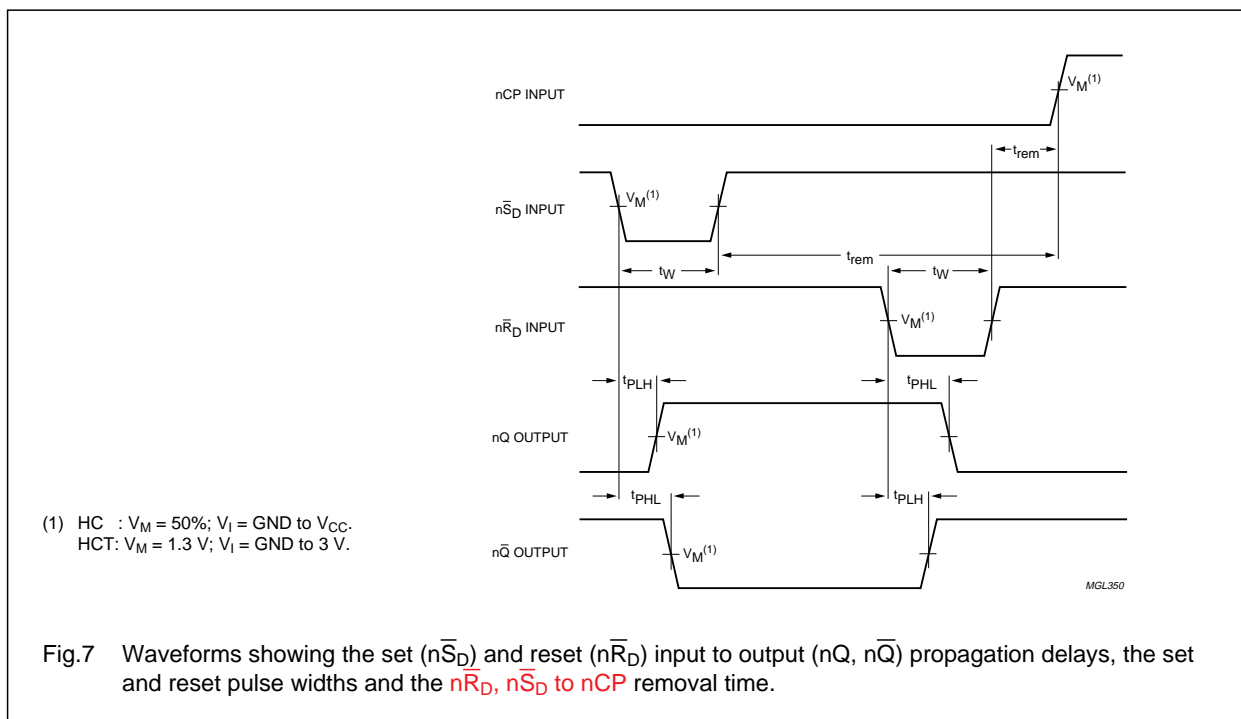 nCP INPUT
V_M^(1)
t_rem
nS̅_D INPUT
V_M^(1)
t_W
t_rem
t_W
nR̅_D INPUT
V_M^(1)
t_PLH
t_PHL
nQ OUTPUT
V_M^(1)
t_PHL
t_PLH
(1) HC : V_M = 50%; V_I = GND to V_CC.
HCT: V_M = 1.3 V; V_I = GND to 3 V.
nQ̅ OUTPUT
V_M^(1)
MGL350
Fig.7 Waveforms showing the set (nS̅_D) and reset (nR̅_D) input to output (nQ, nQ̅) propagation delays, the set
and reset pulse widths and the nR̅_D, nS̅_D to nCP removal time.